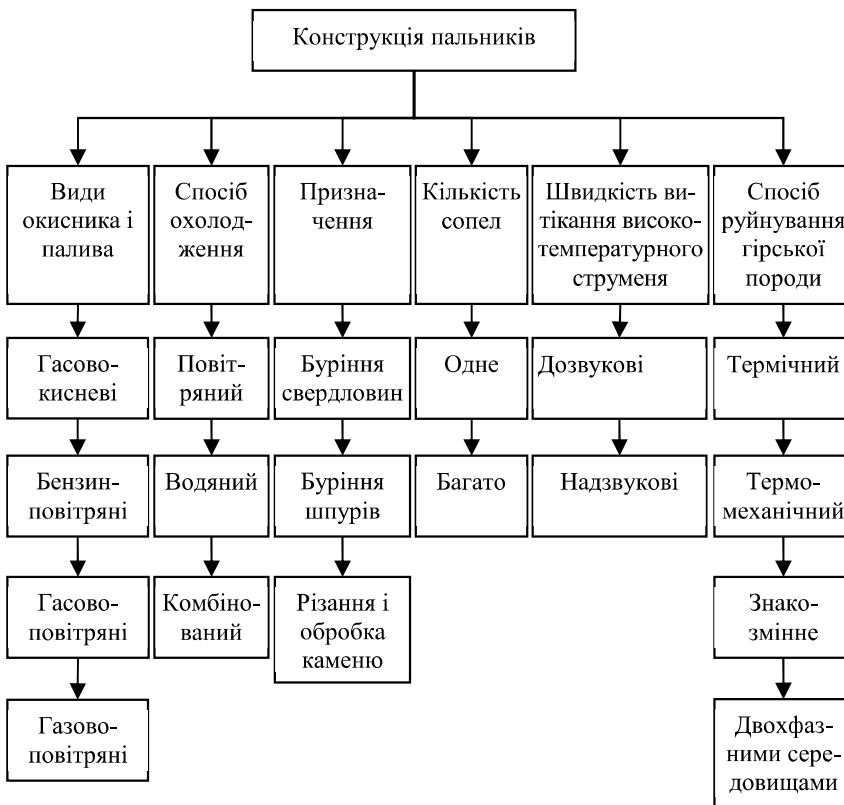 Конструкція пальників
Види
окисника і
палива
Спосіб
охолод-
ження
Призна-
чення
Кількість
сопел
Швидкість ви-
тікання високо-
температурного
струменя
Спосіб
руйнування
гірської
породи
Гасово-
кисневі
Повіт-
ряний
Буріння
свердловин
Одне
Дозвукові
Термічний
Бензин-
повітряні
Водяний
Буріння
шпурів
Багато
Надзвукові
Термо-
механічний
Гасово-
повітряні
Комбіно-
ваний
Різання і
обробка
каменю
Знако-
змінне
Газово-
повітряні
Двохфаз-
ними сере-
довищами